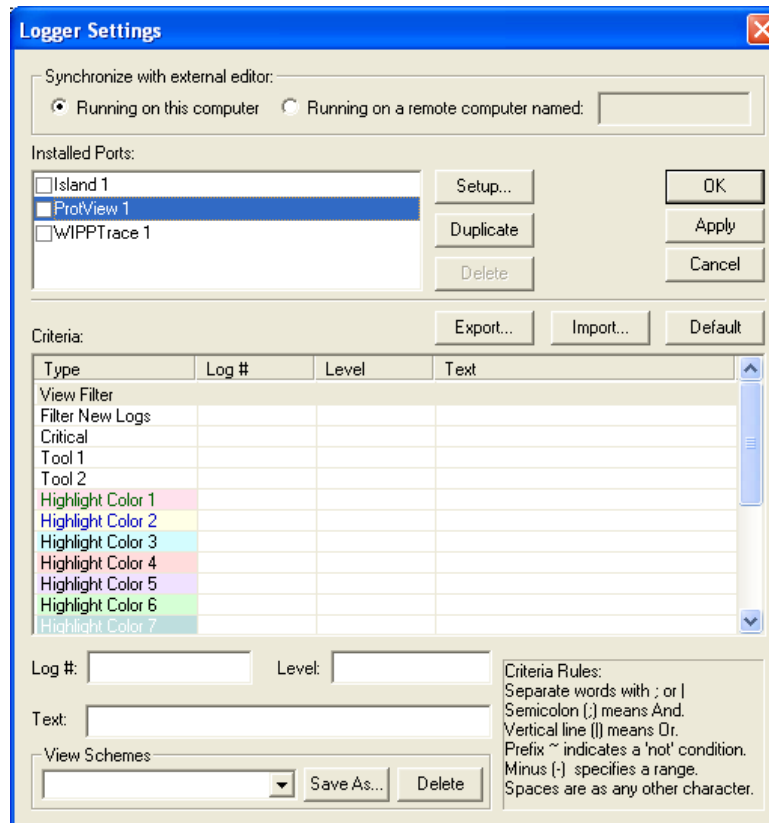 Logger Settings
Synchronize with external editor:
Running on this computer
Running on a remote computer named:
Installed Ports:
Island 1
ProtView 1
WIPPTrace 1
Setup...
Duplicate
Delete
OK
Apply
Cancel
Export...
Import...
Default
Criteria:
Type Log # Level Text
View Filter
Filter New Logs
Critical
Tool 1
Tool 2
Highlight Color 1
Highlight Color 2
Highlight Color 3
Highlight Color 4
Highlight Color 5
Highlight Color 6
Highlight Color 7
Log #:
Level:
Text:
View Schemes
Save As...
Delete
Criteria Rules:
Separate words with ; or |
Semicolon (;) means And.
Vertical line (|) means Or.
Prefix ~ indicates a 'not' condition.
Minus (-) specifies a range.
Spaces are as any other character.